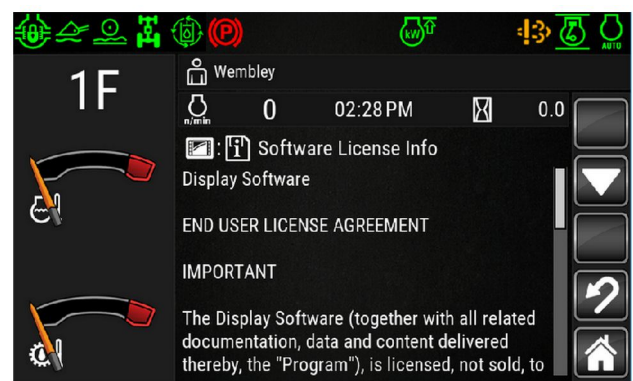 (P)
kW
AUTO
1F
Wembley
n/min 0 02:28 PM 0.0
: Software License Info
Display Software
END USER LICENSE AGREEMENT
IMPORTANT
The Display Software (together with all related
documentation, data and content delivered
thereby, the "Program"), is licensed, not sold, to